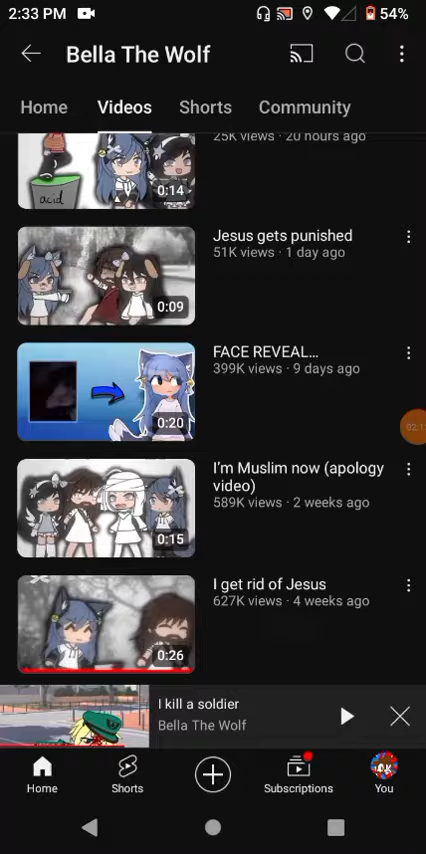 2:33 PM 54%
Bella The Wolf
Home Videos Shorts Community
25K views · 20 hours ago
acid
0:14
Jesus gets punished
51K views · 1 day ago
0:09
FACE REVEAL...
399K views · 9 days ago
0:20
I'm Muslim now (apology
video)
589K views · 2 weeks ago
0:15
I get rid of Jesus
627K views · 4 weeks ago
0:26
I kill a soldier
Bella The Wolf
Home Shorts Subscriptions You